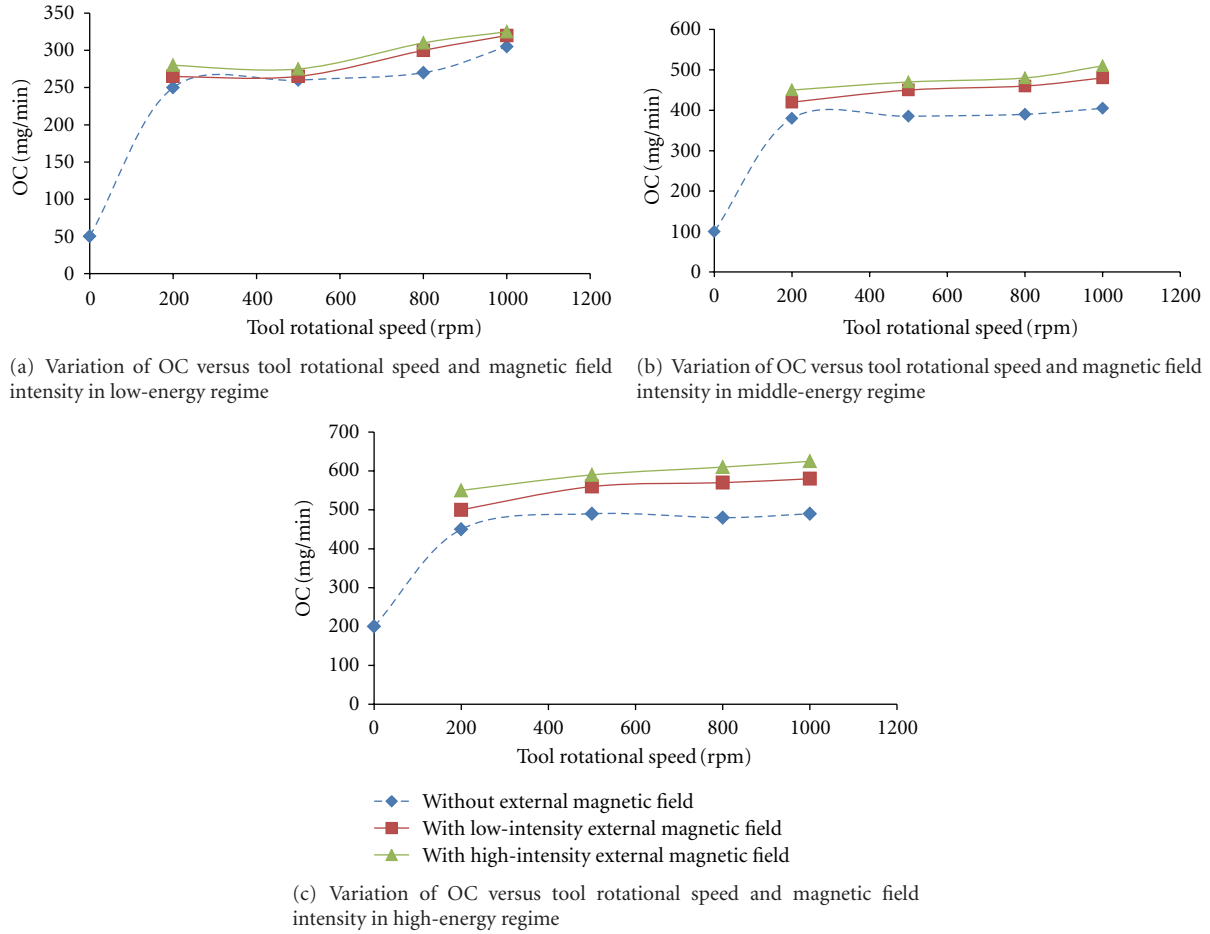 350
300
250
200
150
100
50
0
OC (mg/min)
0 200 400 600 800 1000 1200
Tool rotational speed (rpm)
(a) Variation of OC versus tool rotational speed and magnetic field
intensity in low-energy regime
600
500
400
300
200
100
0
OC (mg/min)
0 200 400 600 800 1000 1200
Tool rotational speed (rpm)
(b) Variation of OC versus tool rotational speed and magnetic field
intensity in middle-energy regime
700
600
500
400
300
200
100
0
OC (mg/min)
0 200 400 600 800 1000 1200
Tool rotational speed (rpm)
Without external magnetic field
With low-intensity external magnetic field
With high-intensity external magnetic field
(c) Variation of OC versus tool rotational speed and magnetic field
intensity in high-energy regime